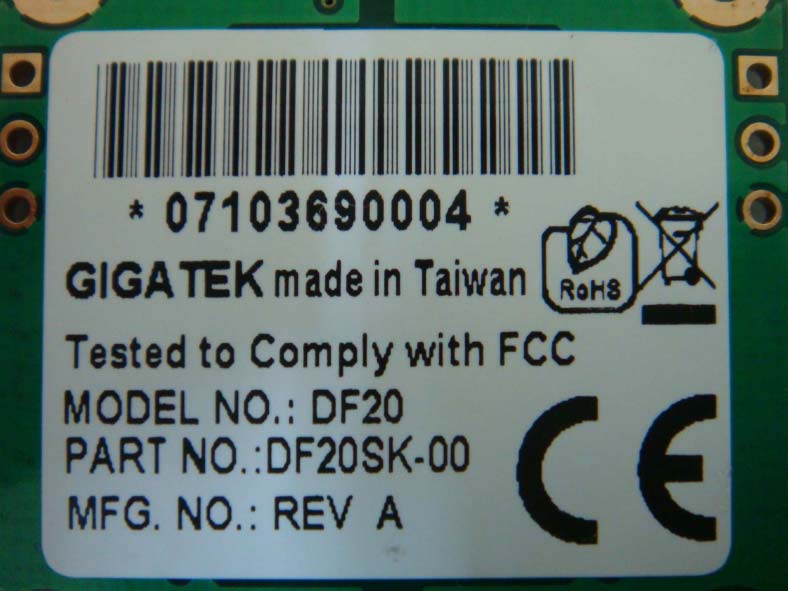 * 07103690004 *
GIGATEK made in Taiwan
RoHS
Tested to Comply with FCC
MODEL NO.: DF20
PART NO.:DF20SK-00
MFG. NO.: REV A
CE